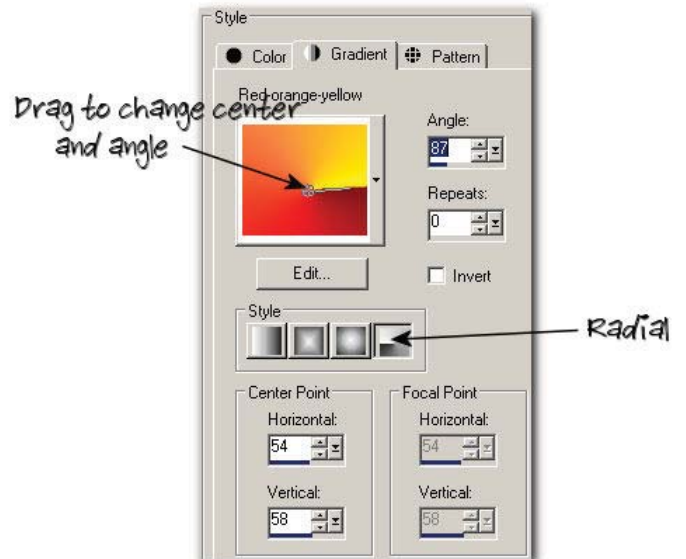 Style
Color Gradient Pattern
Red-orange-yellow
Drag to change center
and angle
Angle:
87
Repeats:
0
Edit...
Invert
Style
Radial
Center Point
Horizontal:
54
Vertical:
58
Focal Point
Horizontal:
54
Vertical:
58